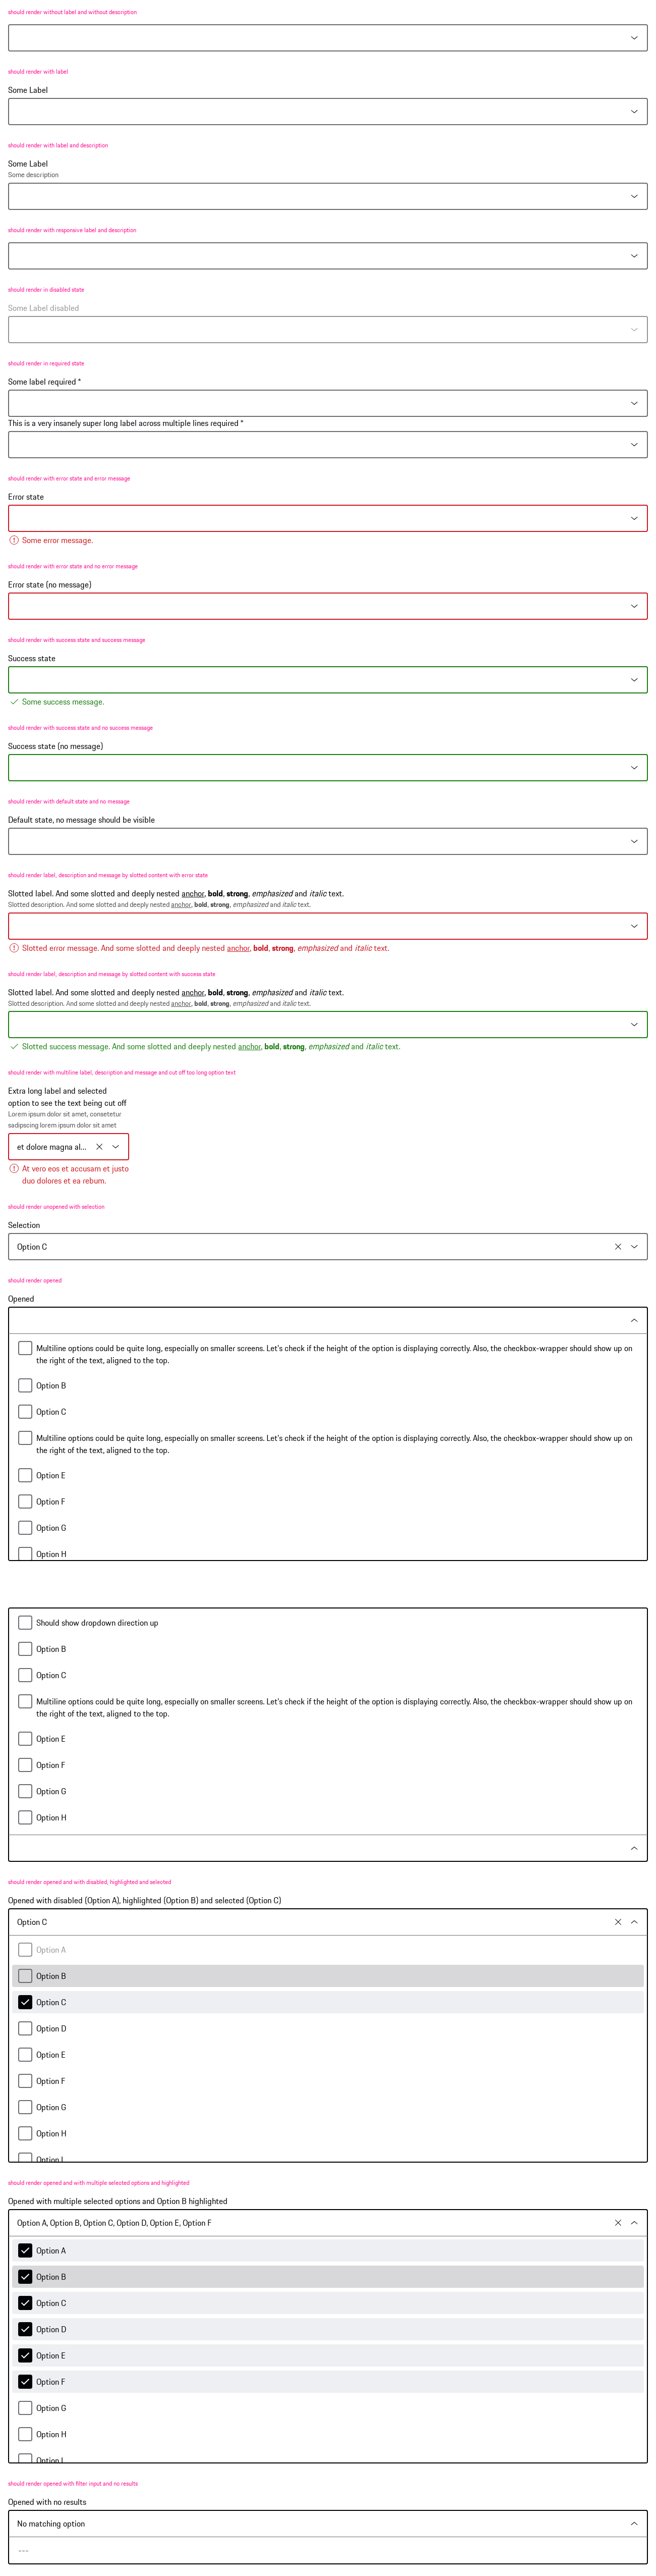 should render without label and without description
should render with label
Some Label
should render with label and description
Some Label
Some description
should render with responsive label and description
should render in disabled state
Some Label disabled
should render in required state
Some label required *
This is a very insanely super long label across multiple lines required *
should render with error state and error message
Error state
Some error message.
should render with error state and no error message
Error state (no message)
should render with success state and success message
Success state
Some success message.
should render with success state and no success message
Success state (no message)
should render with default state and no message
Default state, no message should be visible
should render label, description and message by slotted content with error state
Slotted label. And some slotted and deeply nested anchor, bold, strong, emphasized and italic text.
Slotted description. And some slotted and deeply nested anchor, bold, strong, emphasized and italic text.
Slotted error message. And some slotted and deeply nested anchor, bold, strong, emphasized and italic text.
should render label, description and message by slotted content with success state
Slotted label. And some slotted and deeply nested anchor, bold, strong, emphasized and italic text.
Slotted description. And some slotted and deeply nested anchor, bold, strong, emphasized and italic text.
Slotted success message. And some slotted and deeply nested anchor, bold, strong, emphasized and italic text.
should render with multiline label, description and message and cut off too long option text
Extra long label and selected
option to see the text being cut off
Lorem ipsum dolor sit amet, consetetur
sadipscing lorem ipsum dolor sit amet
et dolore magna al...
At vero eos et accusam et justo
duo dolores et ea rebum.
should render unopened with selection
Selection
Option C
should render opened
Opened
Multiline options could be quite long, especially on smaller screens. Let's check if the height of the option is displaying correctly. Also, the checkbox-wrapper should show up on
the right of the text, aligned to the top.
Option B
Option C
Multiline options could be quite long, especially on smaller screens. Let's check if the height of the option is displaying correctly. Also, the checkbox-wrapper should show up on
the right of the text, aligned to the top.
Option E
Option F
Option G
Option H
Should show dropdown direction up
Option B
Option C
Multiline options could be quite long, especially on smaller screens. Let's check if the height of the option is displaying correctly. Also, the checkbox-wrapper should show up on
the right of the text, aligned to the top.
Option E
Option F
Option G
Option H
should render opened and with disabled, highlighted and selected
Opened with disabled (Option A), highlighted (Option B) and selected (Option C)
Option C
Option A
Option B
Option C
Option D
Option E
Option F
Option G
Option H
Option I
should render opened and with multiple selected options and highlighted
Opened with multiple selected options and Option B highlighted
Option A, Option B, Option C, Option D, Option E, Option F
Option A
Option B
Option C
Option D
Option E
Option F
Option G
Option H
Option I
should render opened with filter input and no results
Opened with no results
No matching option
---